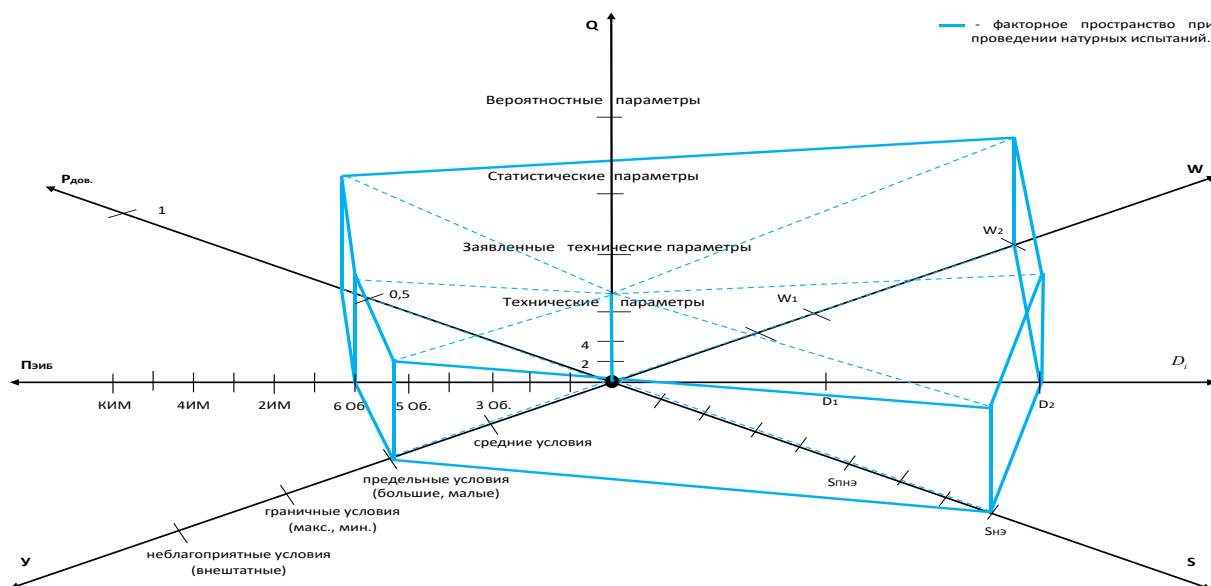 Q
- факторное пространство при
проведении натурных испытаний.
Вероятностные параметры
Рдов.
1
Статистические параметры
W
W2
Заявленные технические параметры
0,5
Технические параметры
W1
4
2
Пэиб
Di
КИМ
4ИМ
2ИМ
6 Об.
5 Об.
3 Об.
D1
D2
средние условия
предельные условия
(большие, малые)
Sпнэ
граничные условия
(макс., мин.)
Sнэ
неблагоприятные условия
(внештатные)
У
S